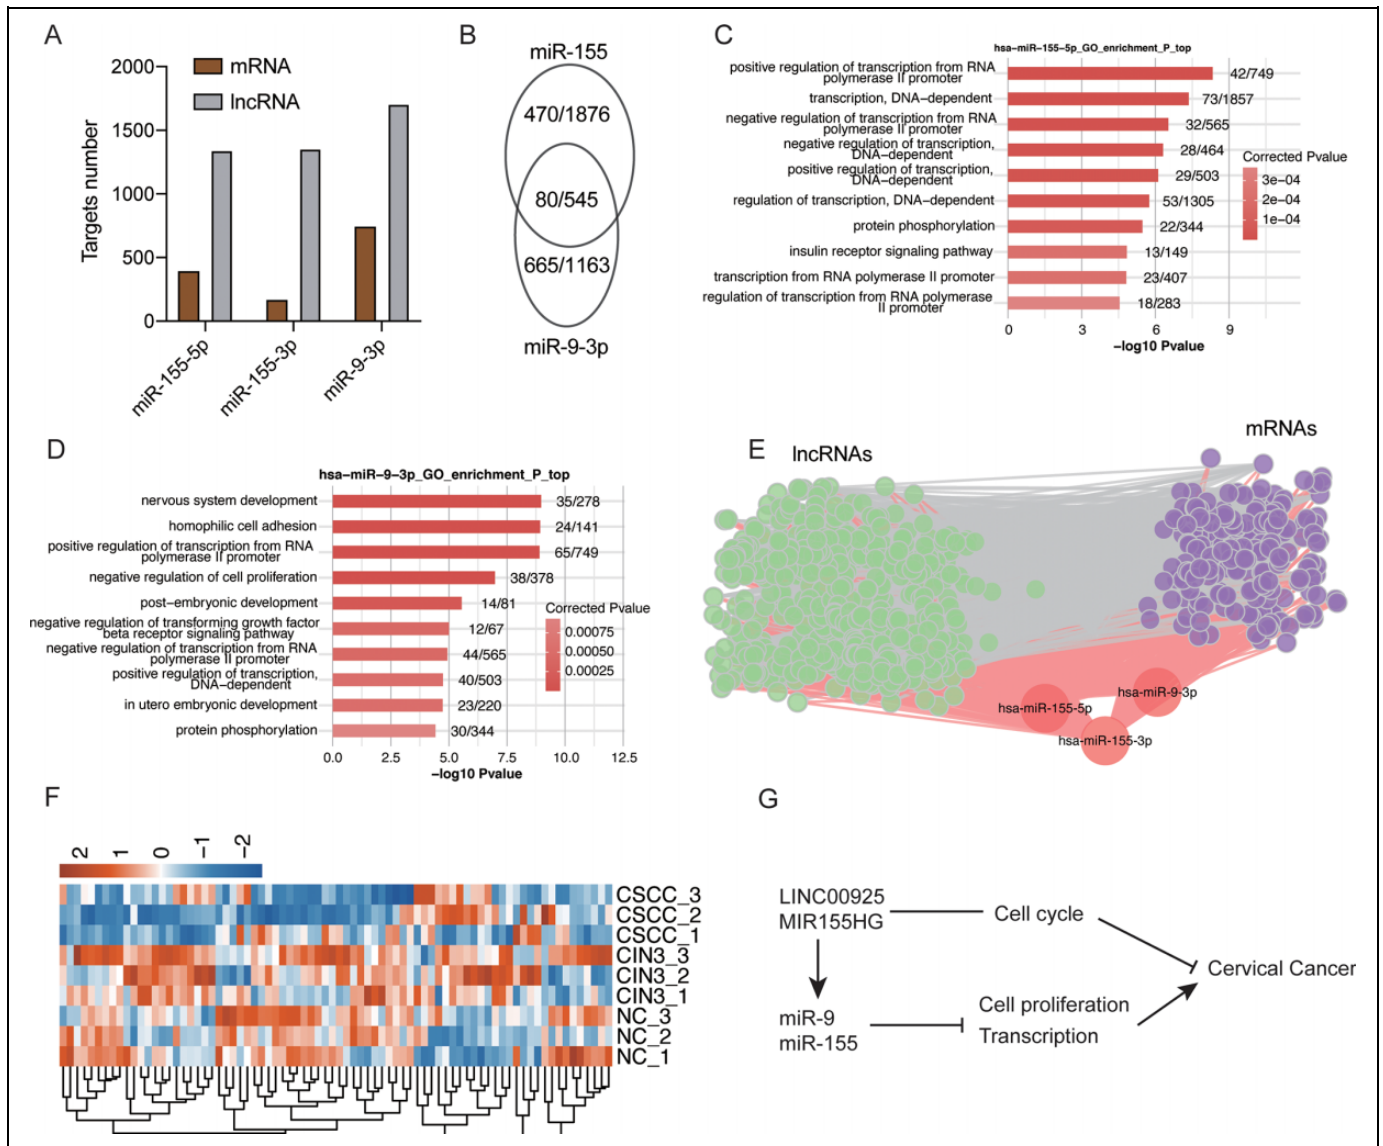 A
mRNA
lncRNA
2000
1500
1000
500
0
Targets number
miR-155-5p
miR-155-3p
miR-9-3p
B
miR-155
470/1876
80/545
665/1163
miR-9-3p
C
hsa−miR−155−5p_GO_enrichment_P_top
positive regulation of transcription from RNA
polymerase II promoter
42/749
transcription, DNA−dependent
73/1857
negative regulation of transcription from RNA
polymerase II promoter
32/565
negative regulation of transcription,
DNA−dependent
28/464
positive regulation of transcription,
DNA−dependent
29/503
regulation of transcription, DNA−dependent
53/1305
protein phosphorylation
22/344
insulin receptor signaling pathway
13/149
transcription from RNA polymerase II promoter
23/407
regulation of transcription from RNA polymerase
II promoter
18/283
0 3 6 9
−log10 Pvalue
Corrected Pvalue
3e−04
2e−04
1e−04
D
hsa−miR−9−3p_GO_enrichment_P_top
nervous system development
35/278
homophilic cell adhesion
24/141
positive regulation of transcription from RNA
polymerase II promoter
65/749
negative regulation of cell proliferation
38/378
post−embryonic development
14/81
negative regulation of transforming growth factor
beta receptor signaling pathway
12/67
negative regulation of transcription from RNA
polymerase II promoter
44/565
positive regulation of transcription,
DNA−dependent
40/503
in utero embryonic development
23/220
protein phosphorylation
30/344
0.0 2.5 5.0 7.5 10.0 12.5
−log10 Pvalue
Corrected Pvalue
0.00075
0.00050
0.00025
E
lncRNAs
mRNAs
hsa-miR-9-3p
hsa-miR-155-5p
hsa-miR-155-3p
F
2 1 0 −1 −2
CSCC_3
CSCC_2
CSCC_1
CIN3_3
CIN3_2
CIN3_1
NC_3
NC_2
NC_1
G
LINC00925
MIR155HG
Cell cycle
Cervical Cancer
miR-9
miR-155
Cell proliferation
Transcription